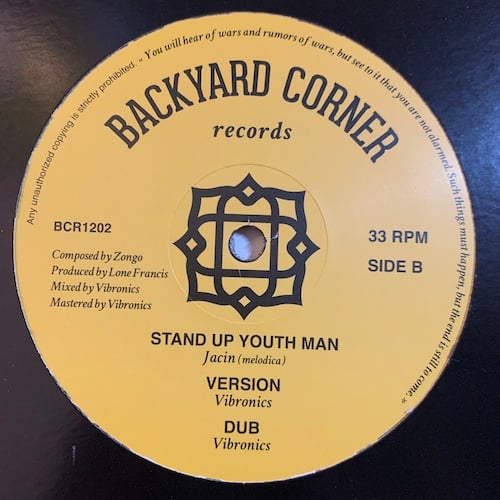 Any unauthorized copying is strictly prohibited. « You will hear of wars and rumors of wars, but see to it that you are not alarmed. Such things must happen, but the end is still to come. »
BACKYARD CORNER
records
BCR1202
33 RPM
SIDE B
Composed by Zongo
Produced by Lone Francis
Mixed by Vibronics
Mastered by Vibronics
STAND UP YOUTH MAN
Jacin (melodica)
VERSION
Vibronics
DUB
Vibronics